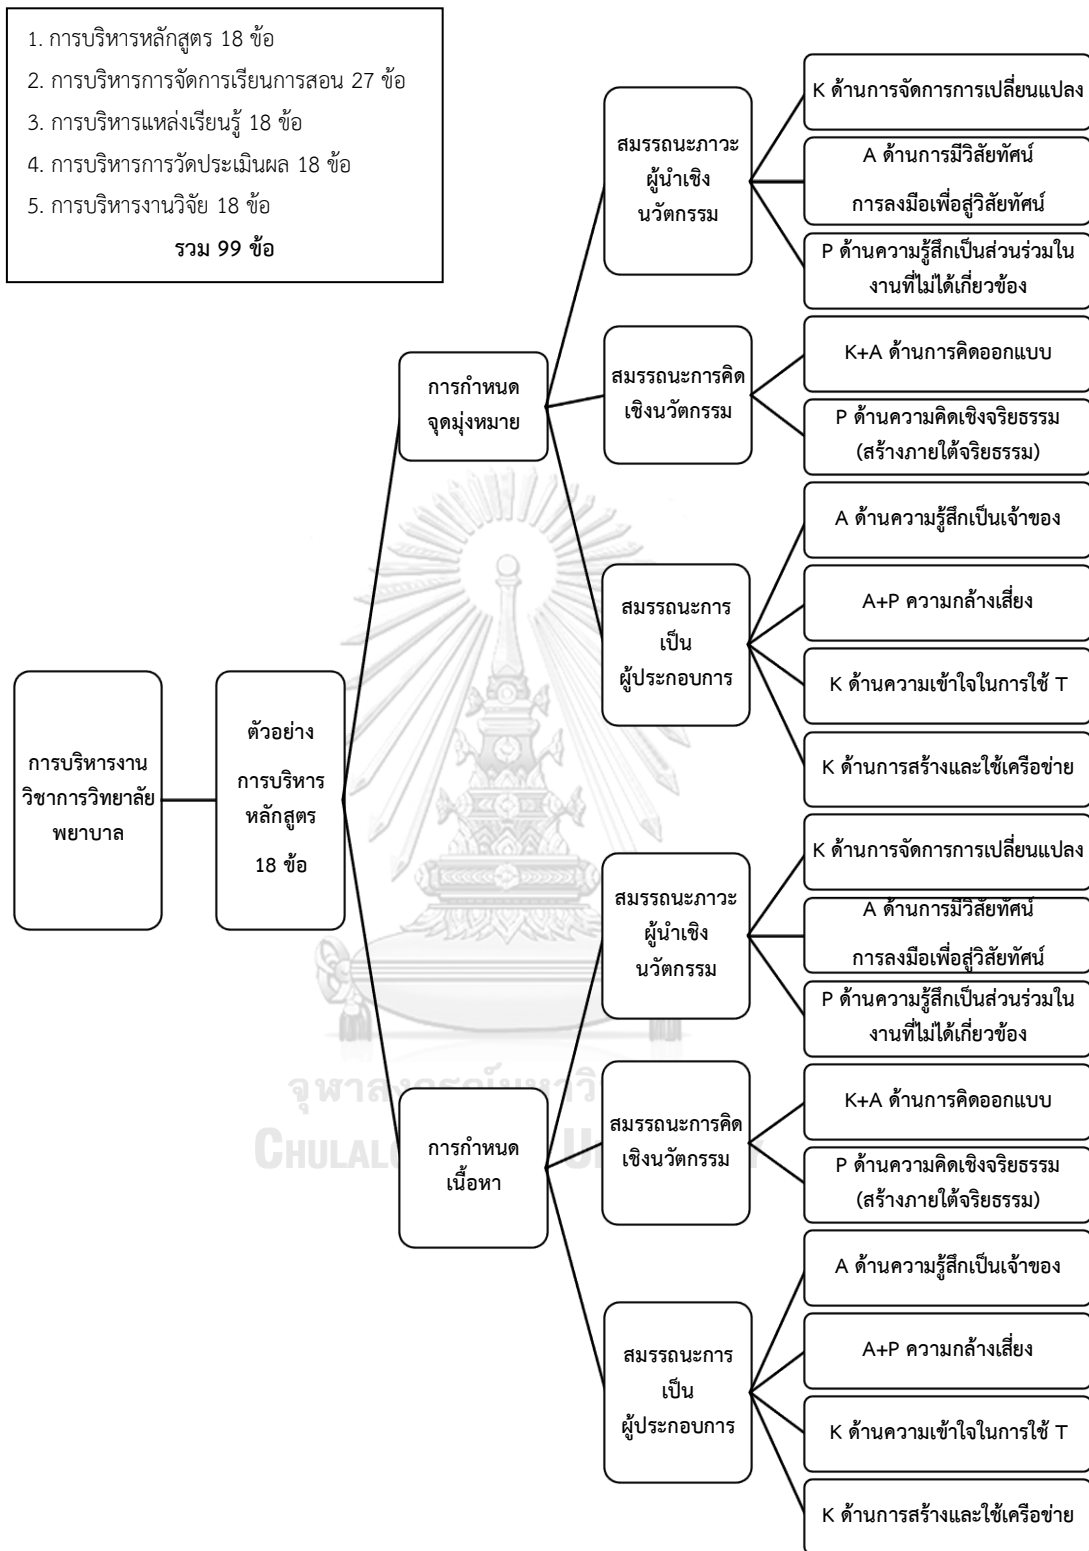 1. การบริหารหลักสูตร 18 ข้อ
2. การบริหารการจัดการเรียนการสอน 27 ข้อ
3. การบริหารแหล่งเรียนรู้ 18 ข้อ
4. การบริหารการวัดประเมินผล 18 ข้อ
5. การบริหารงานวิจัย 18 ข้อ
รวม 99 ข้อ
การบริหารงาน
วิชาการวิทยาลัย
พยาบาล
ตัวอย่าง
การบริหาร
หลักสูตร
18 ข้อ
การกำหนด
จุดมุ่งหมาย
สมรรถนะภาวะ
ผู้นำเชิง
นวัตกรรม
K ด้านการจัดการการเปลี่ยนแปลง
A ด้านการมีวิสัยทัศน์
การลงมือเพื่อสู่วิสัยทัศน์
P ด้านความรู้สึกเป็นส่วนร่วมใน
งานที่ไม่ได้เกี่ยวข้อง
สมรรถนะการคิด
เชิงนวัตกรรม
K+A ด้านการคิดออกแบบ
P ด้านความคิดเชิงจริยธรรม
(สร้างภายใต้จริยธรรม)
สมรรถนะการ
เป็น
ผู้ประกอบการ
A ด้านความรู้สึกเป็นเจ้าของ
A+P ความกล้างเสี่ยง
K ด้านความเข้าใจในการใช้ T
K ด้านการสร้างและใช้เครือข่าย
การกำหนด
เนื้อหา
สมรรถนะภาวะ
ผู้นำเชิง
นวัตกรรม
K ด้านการจัดการการเปลี่ยนแปลง
A ด้านการมีวิสัยทัศน์
การลงมือเพื่อสู่วิสัยทัศน์
P ด้านความรู้สึกเป็นส่วนร่วมใน
งานที่ไม่ได้เกี่ยวข้อง
สมรรถนะการคิด
เชิงนวัตกรรม
K+A ด้านการคิดออกแบบ
P ด้านความคิดเชิงจริยธรรม
(สร้างภายใต้จริยธรรม)
สมรรถนะการ
เป็น
ผู้ประกอบการ
A ด้านความรู้สึกเป็นเจ้าของ
A+P ความกล้างเสี่ยง
K ด้านความเข้าใจในการใช้ T
K ด้านการสร้างและใช้เครือข่าย